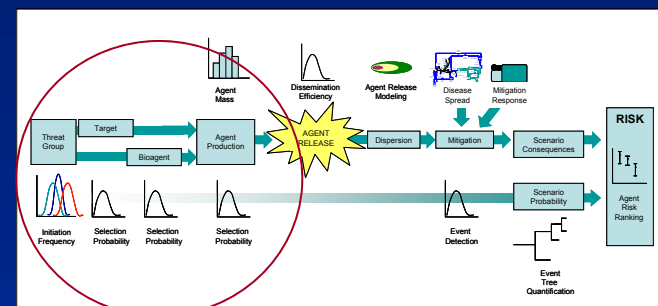 Agent
Mass
Dissemination
Efficiency
Agent Release
Modeling
Disease
Spread
Mitigation
Response
Threat
Group
Target
Bioagent
Agent
Production
AGENT
RELEASE
Dispersion
Mitigation
Scenario
Consequences
RISK
Agent
Risk
Ranking
Scenario
Probability
Initiation
Frequency
Selection
Probability
Selection
Probability
Selection
Probability
Event
Detection
Event
Tree
Quantification